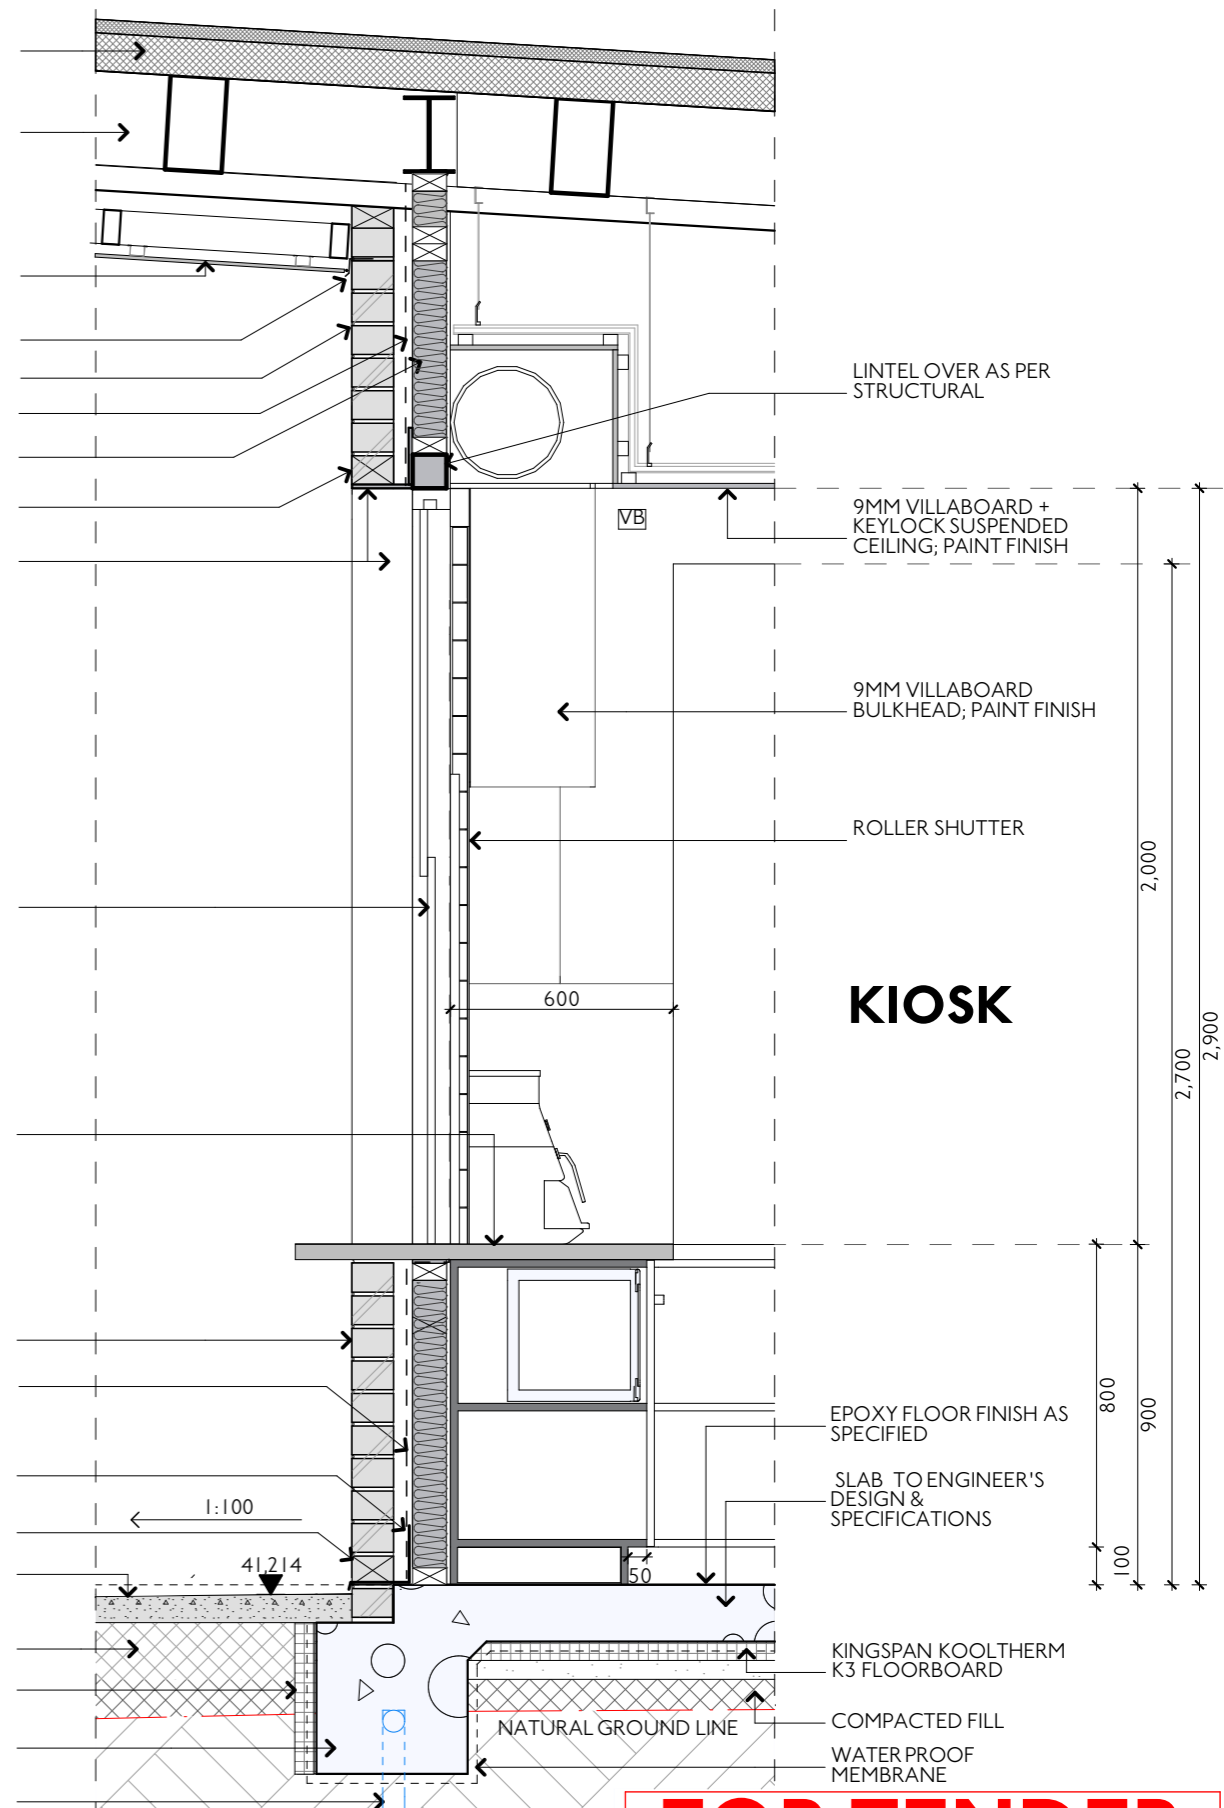 LINTEL OVER AS PER
STRUCTURAL
9MM VILLABOARD +
KEYLOCK SUSPENDED
CEILING; PAINT FINISH
VB
9MM VILLABOARD
BULKHEAD; PAINT FINISH
ROLLER SHUTTER
2,000
600
KIOSK
2,900
2,700
800
900
EPOXY FLOOR FINISH AS
SPECIFIED
SLAB TO ENGINEER'S
DESIGN &
SPECIFICATIONS
1:100
41,214
50
100
KINGSPAN KOOLTHERM
K3 FLOORBOARD
NATURAL GROUND LINE
COMPACTED FILL
WATER PROOF
MEMBRANE
FOR TENDER